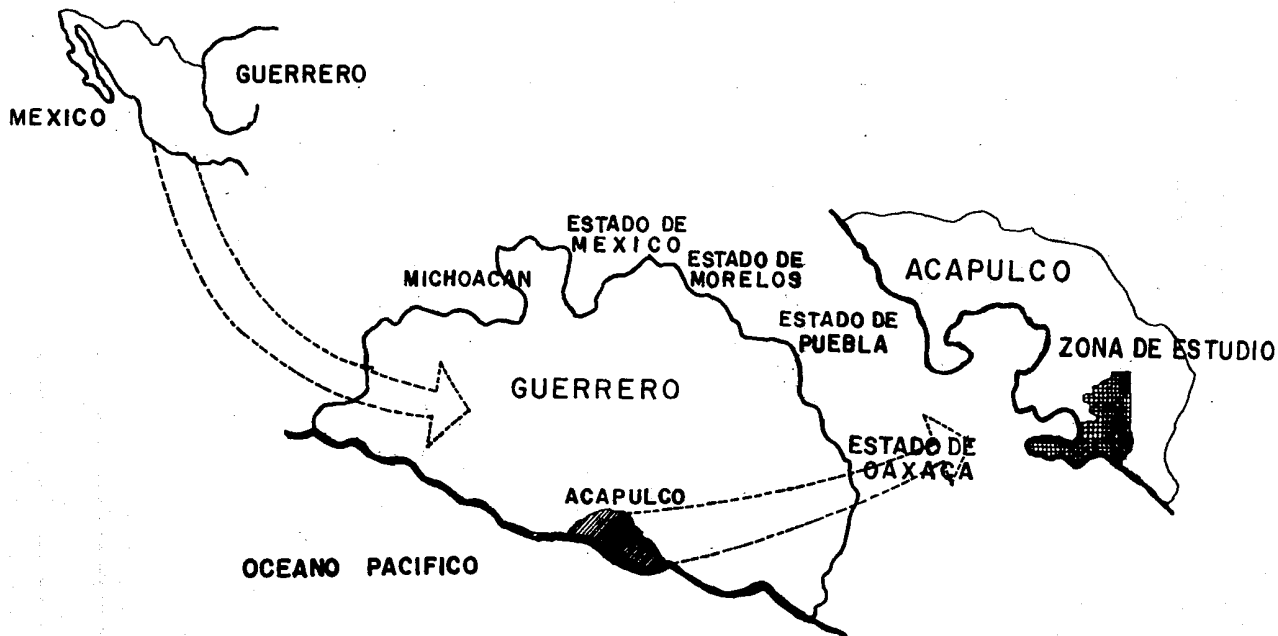 GUERRERO
MEXICO
ESTADO DE
MEXICO
MICHOACAN
ESTADO DE
MORELOS
ESTADO DE
PUEBLA
ACAPULCO
ZONA DE ESTUDIO
GUERRERO
ESTADO DE
OAXACA
ACAPULCO
OCEANO PACIFICO